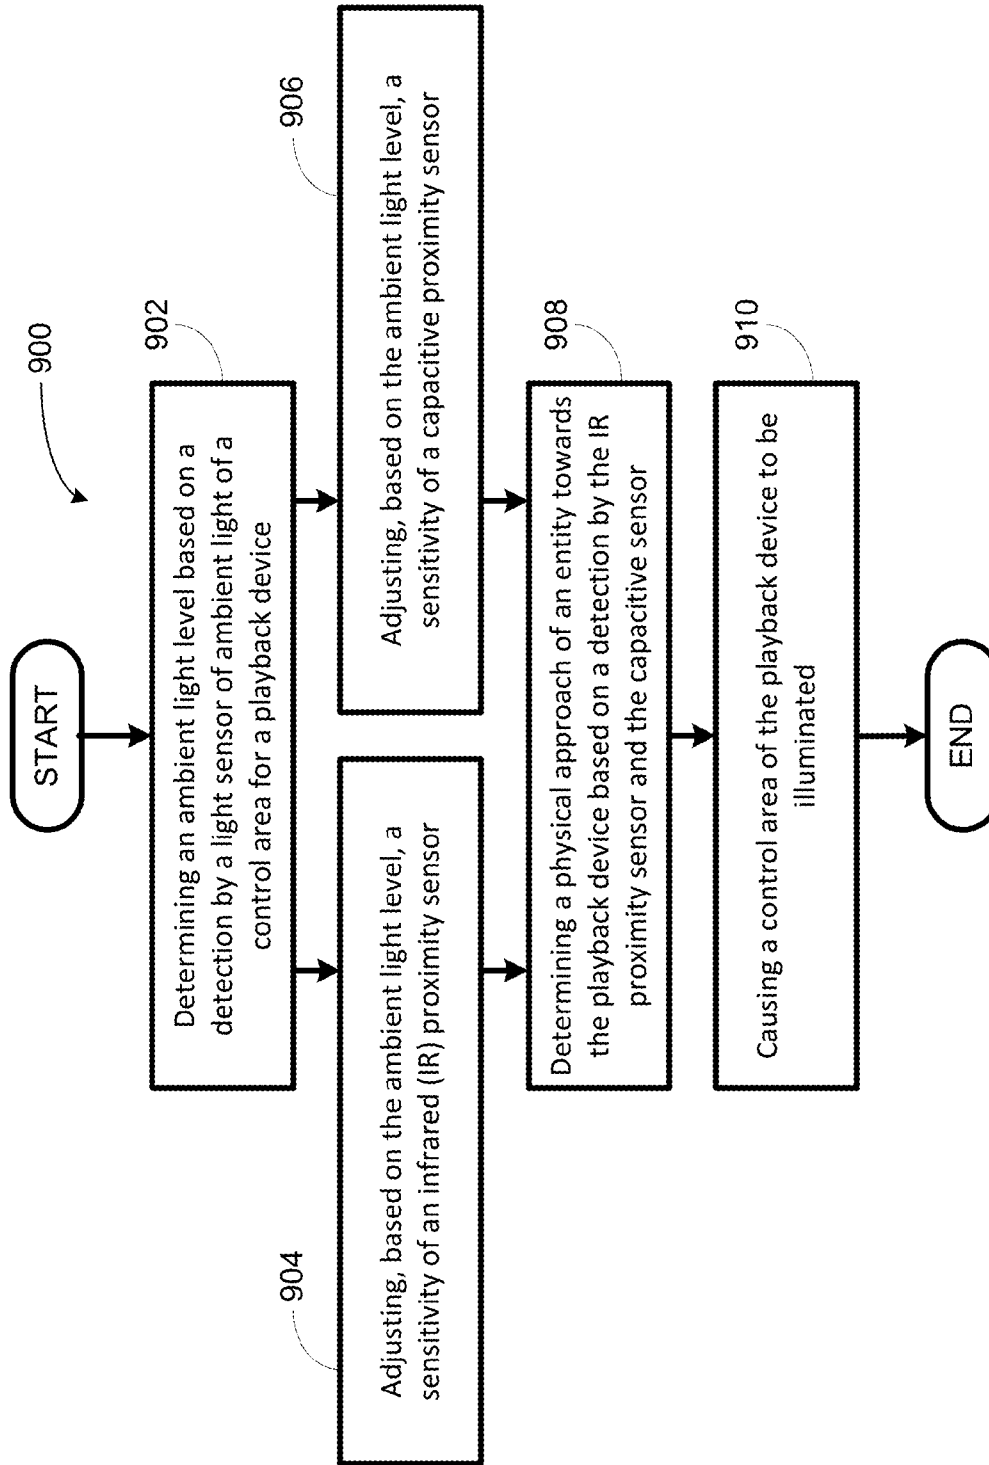 900
START
902
Determining an ambient light level based on a
detection by a light sensor of ambient light of a
control area for a playback device
904
Adjusting, based on the ambient light level, a
sensitivity of an infrared (IR) proximity sensor
906
Adjusting, based on the ambient light level, a
sensitivity of a capacitive proximity sensor
908
Determining a physical approach of an entity towards
the playback device based on a detection by the IR
proximity sensor and the capacitive sensor
910
Causing a control area of the playback device to be
illuminated
END